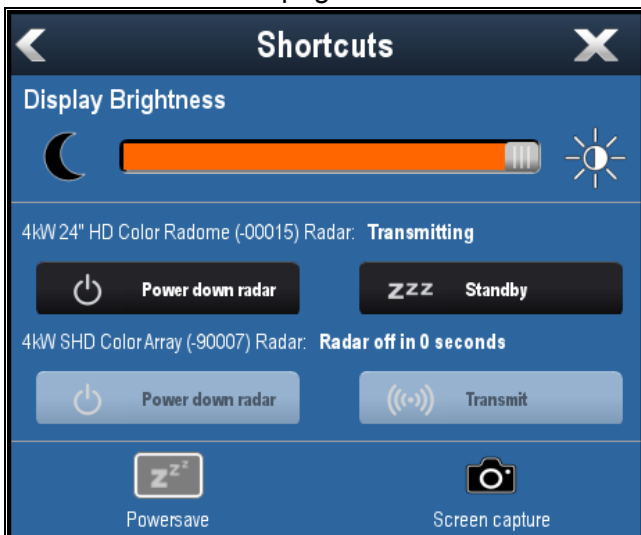 Shortcuts
Display Brightness
4kW 24" HD Color Radome (-00015) Radar: Transmitting
Power down radar
zzz Standby
4kW SHD Color Array (-90007) Radar: Radar off in 0 seconds
Power down radar
Transmit
zzz
Powersave
Screen capture